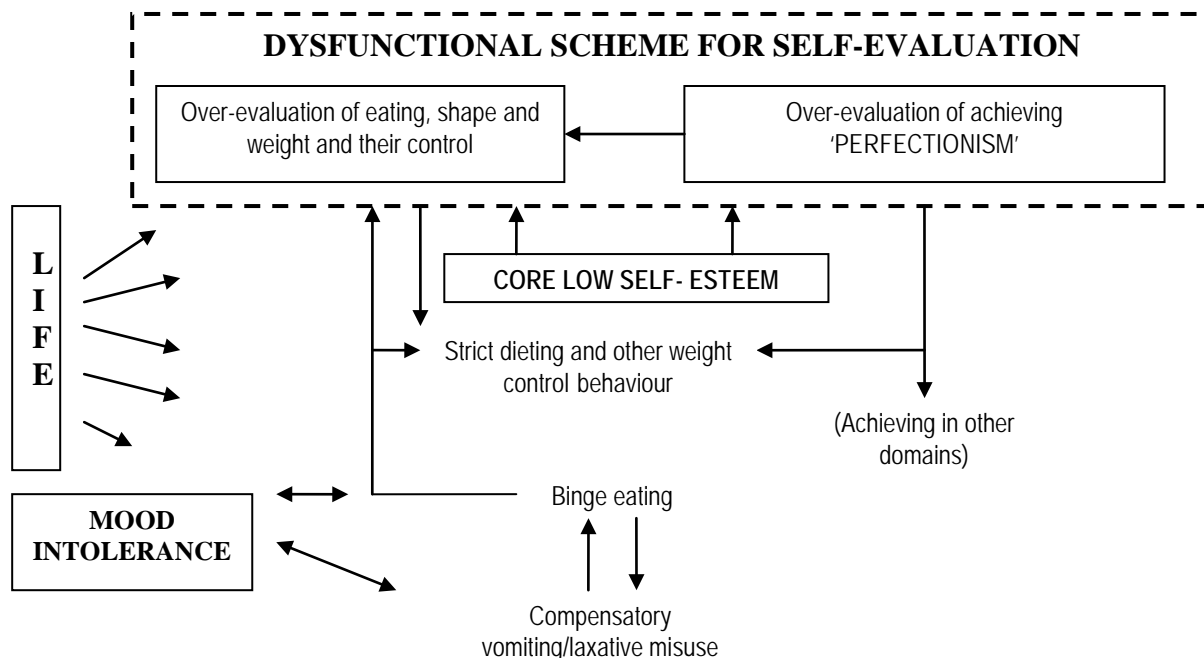 DYSFUNCTIONAL SCHEME FOR SELF-EVALUATION
Over-evaluation of eating, shape and
weight and their control
Over-evaluation of achieving
‘PERFECTIONISM’
L
I
F
E
CORE LOW SELF- ESTEEM
Strict dieting and other weight
control behaviour
(Achieving in other
domains)
MOOD
INTOLERANCE
Binge eating
Compensatory
vomiting/laxative misuse